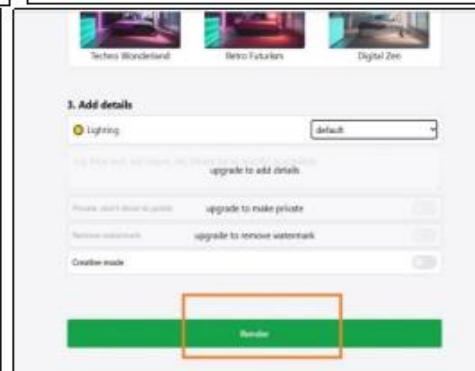 Techno Wonderland Retro Futurism Digital Zen
3. Add details
Lighting default
upgrade to add details
upgrade to make private
Remove watermark upgrade to remove watermark
Creative mode
Render